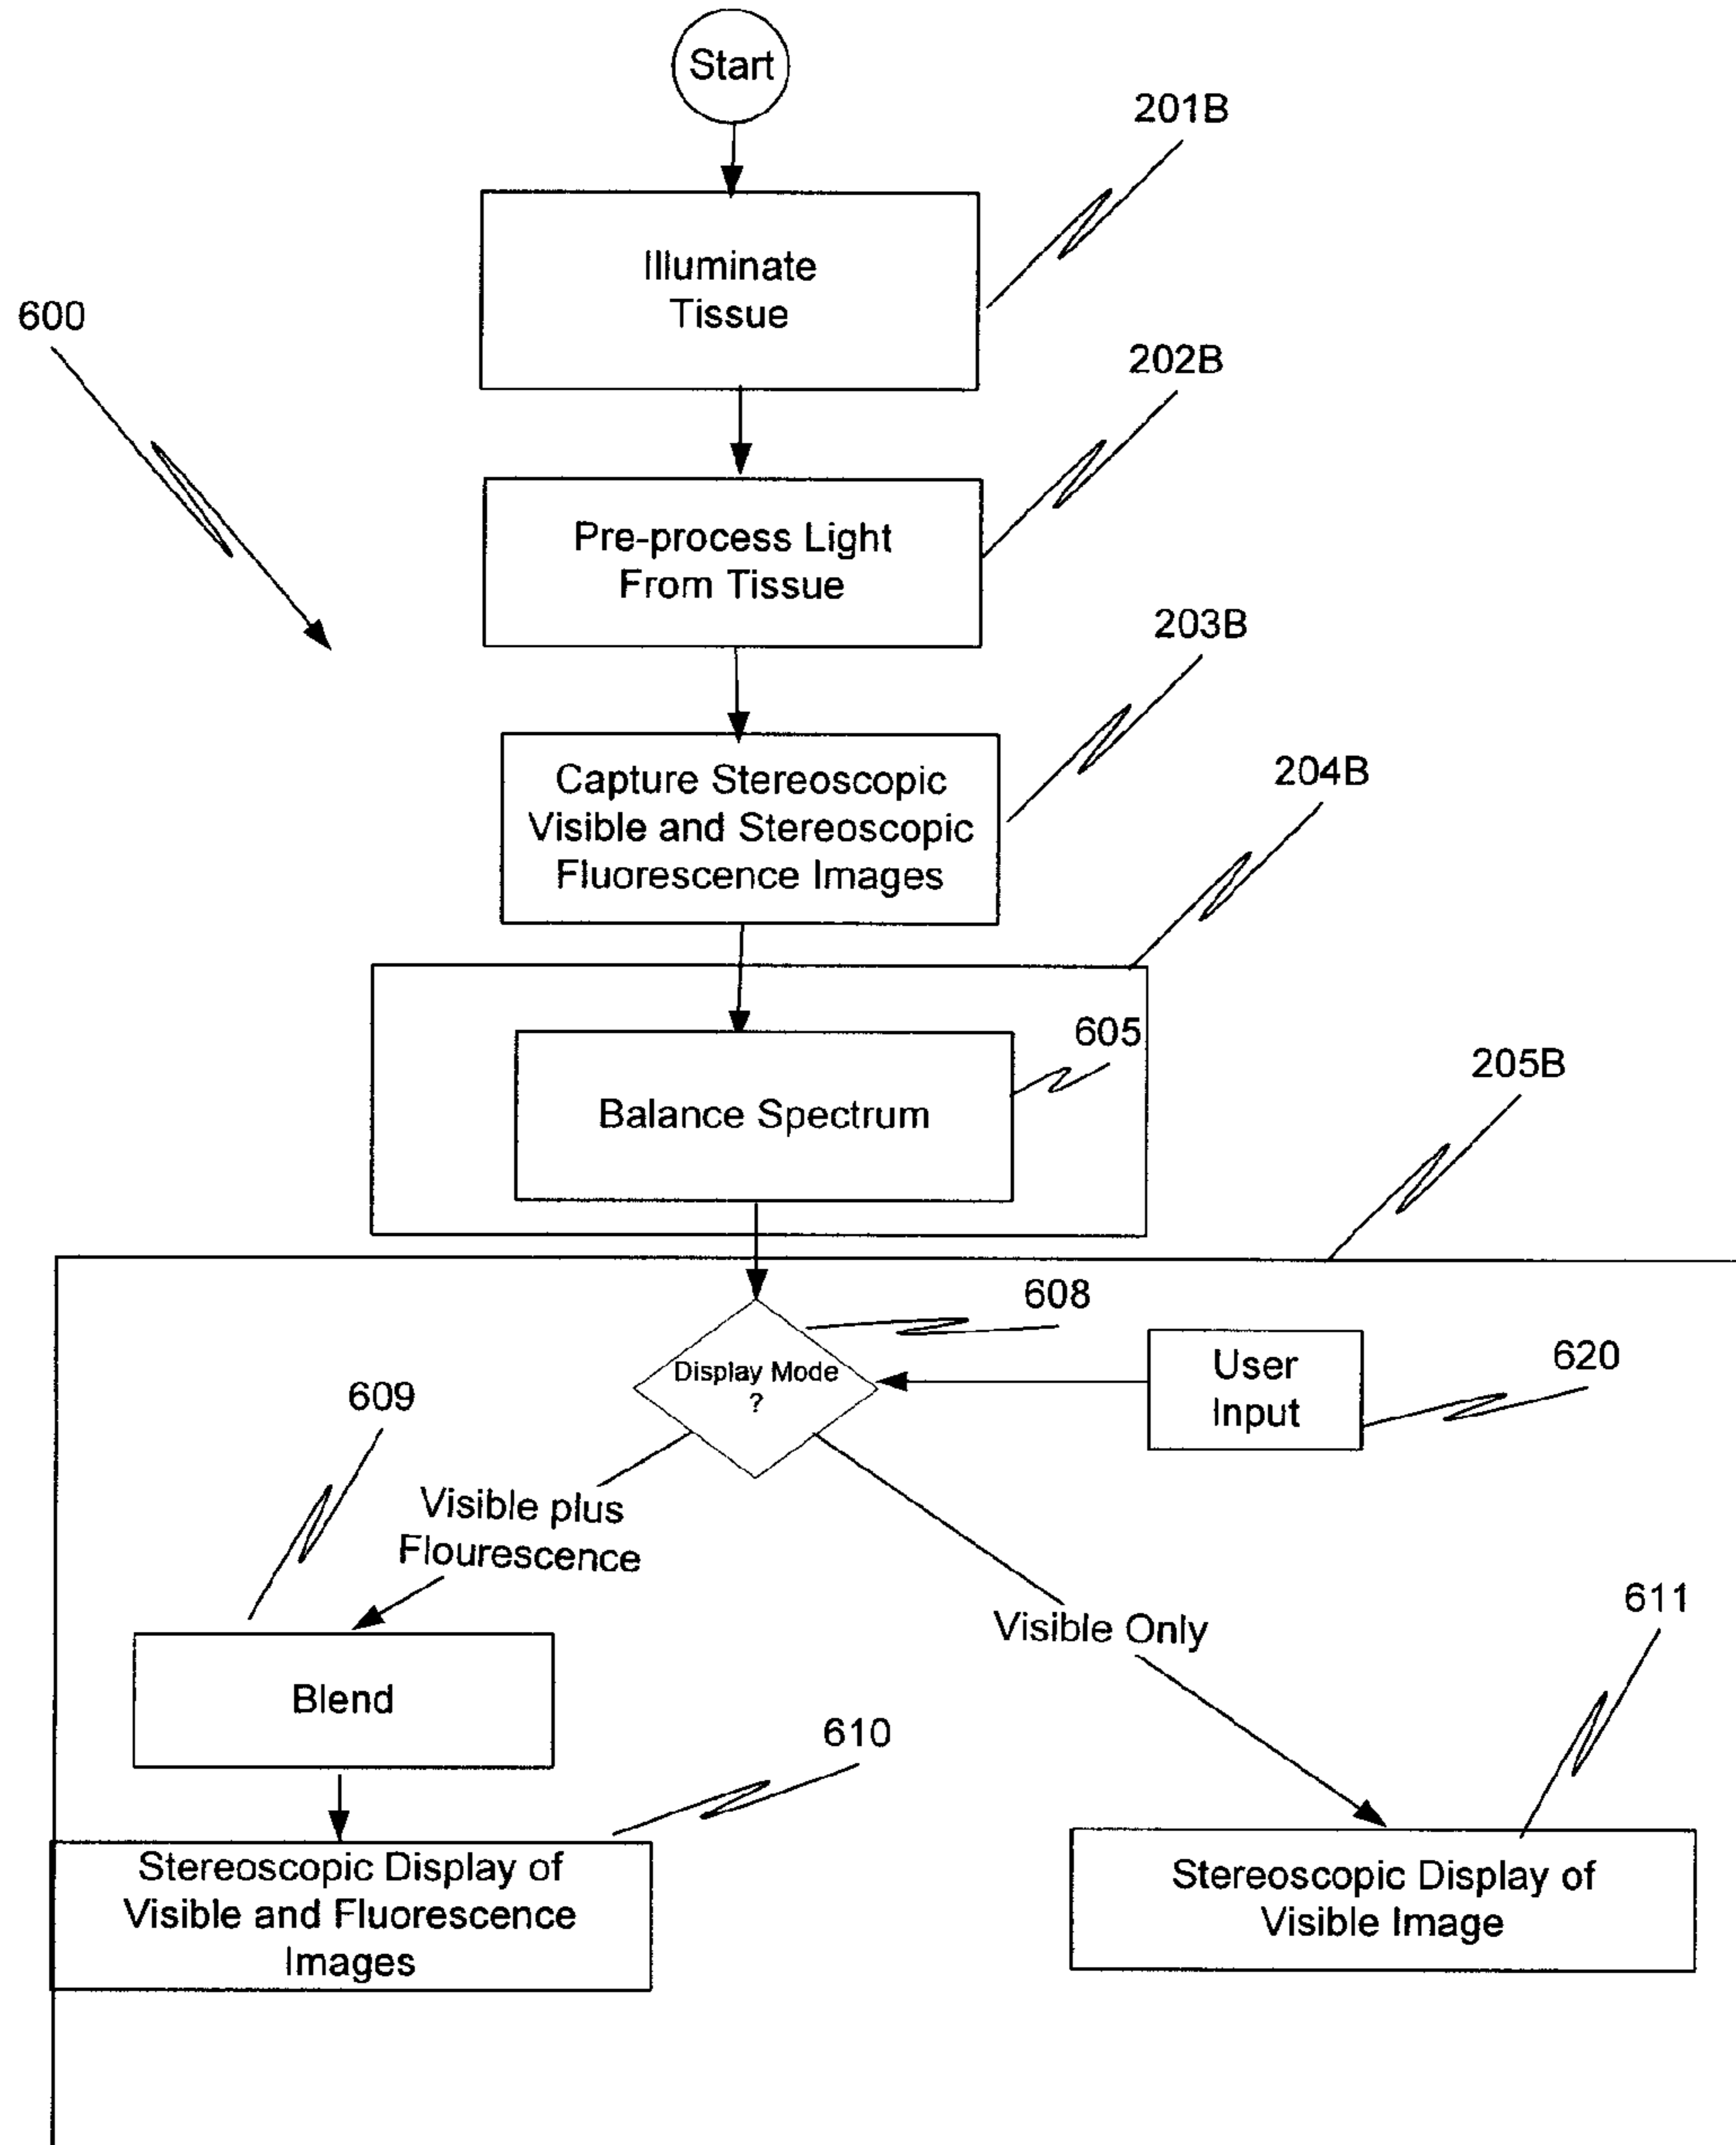 Start
201B
Illuminate
Tissue
600
202B
Pre-process Light
From Tissue
203B
Capture Stereoscopic
Visible and Stereoscopic
Fluorescence Images
204B
605
Balance Spectrum
205B
608
Display Mode
?
User
Input
620
609
Visible plus
Flourescence
611
Visible Only
Blend
610
Stereoscopic Display of
Visible and Fluorescence
Images
Stereoscopic Display of
Visible Image